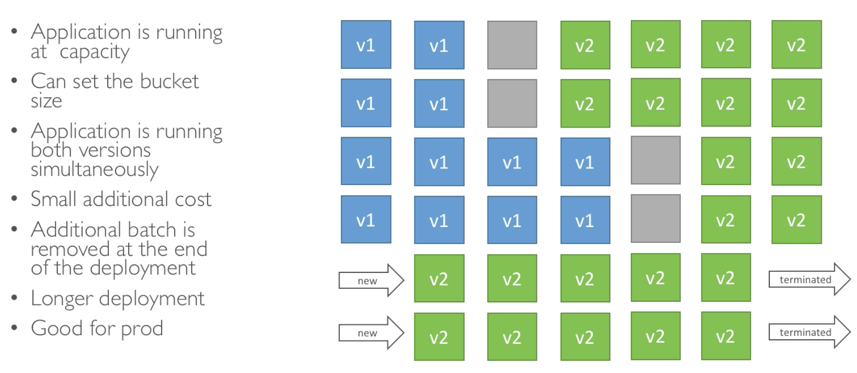 • Application is running
at capacity
• Can set the bucket
size
• Application is running
both versions
simultaneously
• Small additional cost
• Additional batch is
removed at the end
of the deployment
• Longer deployment
• Good for prod
v1 v1 v2 v2 v2 v2
v1 v1 v2 v2 v2 v2
v1 v1 v1 v1 v2 v2
v1 v1 v1 v1 v2 v2
new v2 v2 v2 v2 v2 terminated
new v2 v2 v2 v2 v2 terminated